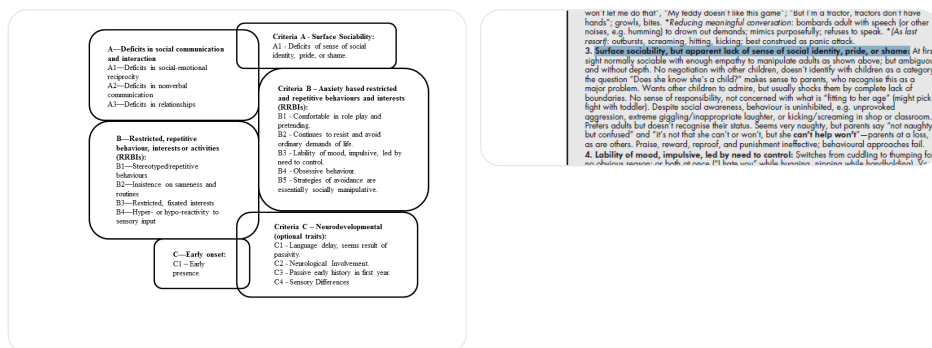 A—Deficits in social communication
and interaction
A1—Deficits in social-emotional
reciprocity
A2—Deficits in nonverbal
communication
A3—Deficits in relationships
B—Restricted, repetitive
behaviour, interests or activities
(RRBIs):
B1—Stereotyped/repetitive
behaviours
B2—Insistence on sameness and
routines
B3—Restricted, fixated interests
B4—Hyper- or hypo-reactivity to
sensory input
C—Early onset:
C1 – Early
presence.
Criteria A - Surface Sociability:
A1 - Deficits of sense of social
identity, pride, or shame.
Criteria B – Anxiety based restricted
and repetitive behaviours and interests
(RRBIs):
B1 - Comfortable in role play and
pretending.
B2 - Continues to resist and avoid
ordinary demands of life.
B3 - Lability of mood, impulsive, led by
need to control.
B4 - Obsessive behaviour.
B5 - Strategies of avoidance are
essentially socially manipulative.
Criteria C – Neurodevelopmental
(optional traits):
C1 - Language delay, seems result of
passivity.
C2 - Neurological Involvement.
C3 - Passive early history in first year.
C4 - Sensory Differences
won't let me do that", "My teddy doesn't like this game"; "But I'm a tractor, tractors don't have
hands"; growls, bites. *Reducing meaningful conversation: bombards adult with speech (or other
noises, e.g. humming) to drown out demands; mimics purposefully; refuses to speak. *(As last
resort): outbursts, screaming, hitting, kicking; best construed as panic attack.
3. Surface sociability, but apparent lack of sense of social identity, pride, or shame: At firs
sight normally sociable with enough empathy to manipulate adults as shown above; but ambiguou
and without depth. No negotiation with other children, doesn't identify with children as a category
the question "Does she know she's a child?" makes sense to parents, who recognise this as a
major problem. Wants other children to admire, but usually shocks them by complete lack of
boundaries. No sense of responsibility, not concerned with what is "fitting to her age" (might pick
fight with toddler). Despite social awareness, behaviour is uninhibited, e.g. unprovoked
aggression, extreme giggling/inappropriate laughter, or kicking/screaming in shop or classroom.
Prefers adults but doesn't recognise their status. Seems very naughty, but parents say "not naughty
but confused" and "it's not that she can't or won't, but she can't help won't"—parents at a loss,
as are others. Praise, reward, reproof, and punishment ineffective; behavioural approaches fail.
4. Lability of mood, impulsive, led by need to control: Switches from cuddling to thumping fo
no obvious reason; or both at once ("I hate you" while hugging, nipping while handholding). Ve